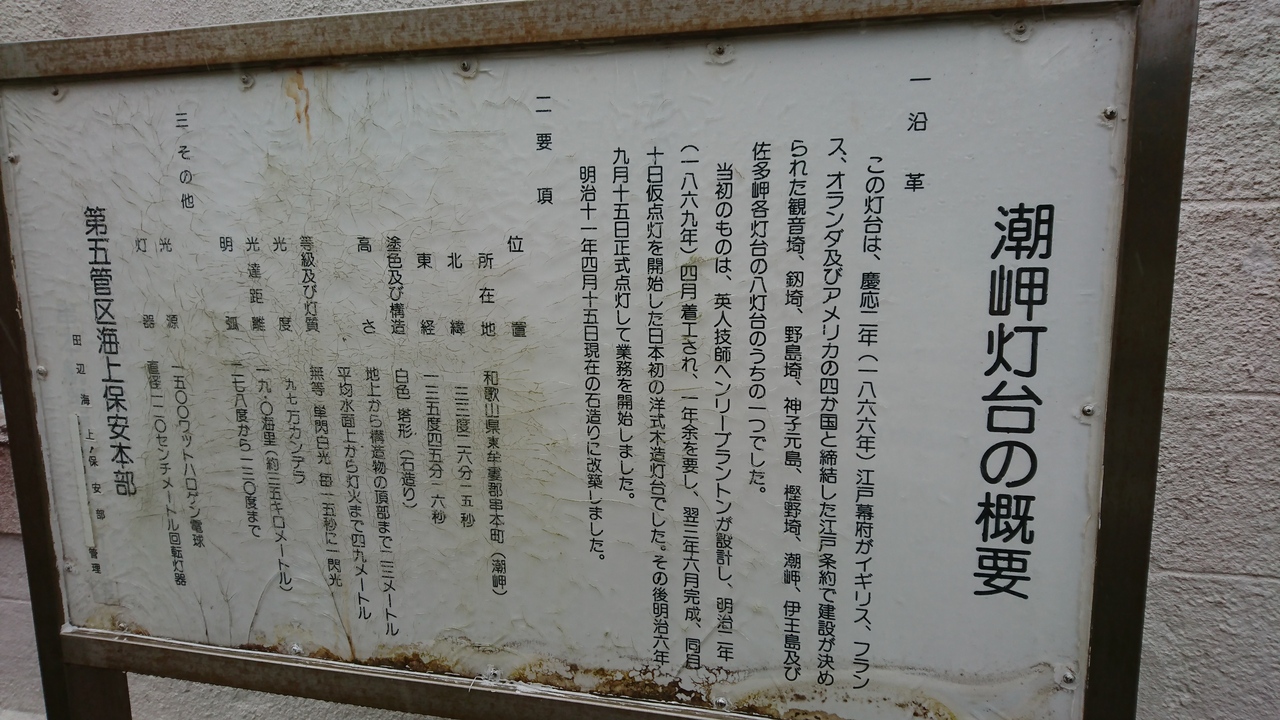 潮岬灯台の概要
一 沿革
この灯台は、慶応二年(一八六六年)江戸幕府がイギリス、フラン
ス、オランダ及びアメリカの四か国と締結した江戸条約で建設が決め
られた観音埼、剱埼、野島埼、神子元島、樫野埼、潮岬、伊王島及び
佐多岬各灯台の八灯台のうちの一つでした。
当初のものは、英人技師ヘンリーブラントンが設計し、明治二年
(一八六九年)四月着工され、一年余を要し、翌三年六月完成、同月
十日仮点灯を開始した日本初の洋式木造灯台でした。その後明治六年
九月十五日正式点灯して業務を開始しました。
明治十一年四月十五日現在の石造りに改築しました。
二 要項
位置
所在地 和歌山県東牟婁郡串本町(潮岬)
北緯 三三度二六分一五秒
東経 一三五度四五分一六秒
塗色及び構造 白色 塔形(石造り)
高さ 地上から構造物の頂部まで二三メートル
平均水面上から灯火まで四九メートル
等級及び灯質 無等 単閃白光 毎一五秒に一閃光
光度 九七万カンデラ
光達距離 一九.〇海里(約三五キロメートル)
明弧 二七八度から一三〇度まで
三 その他
光源 一五〇〇ワットハロゲン電球
灯器 直径一二〇センチメートル回転灯器
第五管区海上保安本部
田辺海上保安部 管理